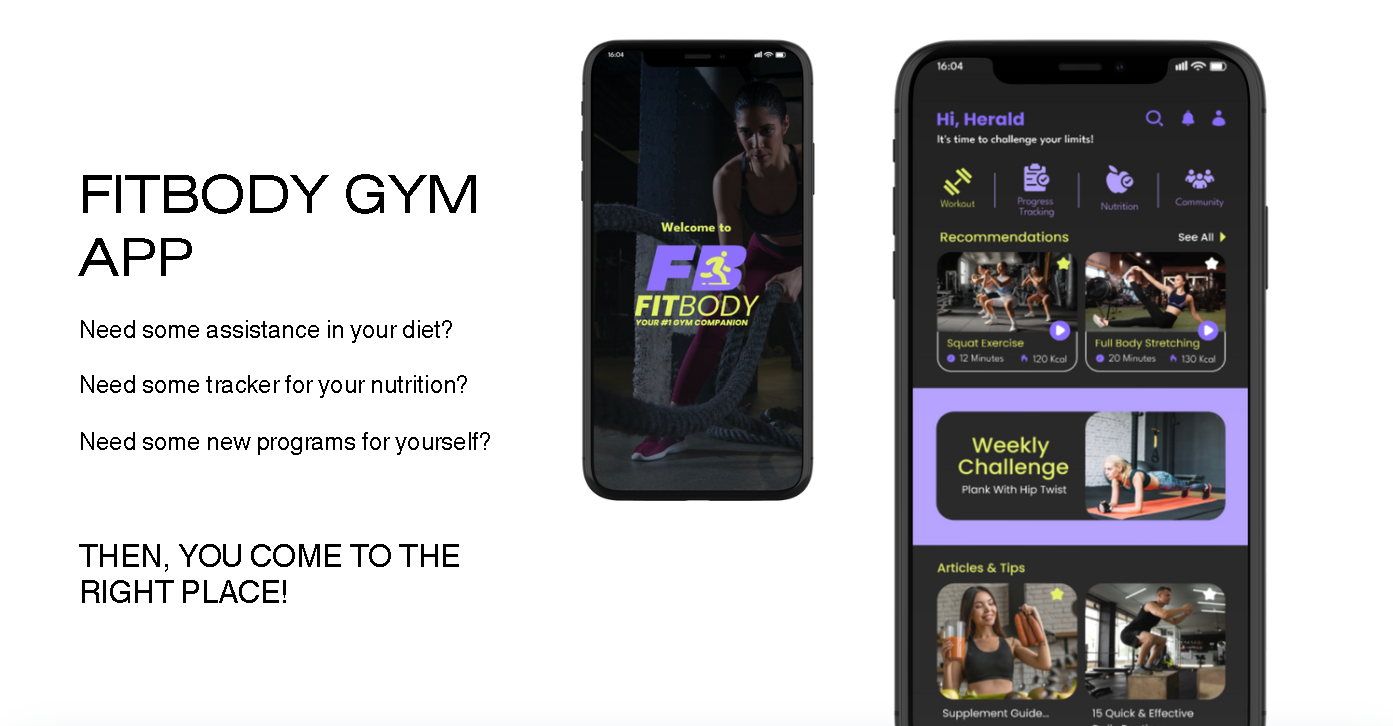 FITBODY GYM
APP
Need some assistance in your diet?
Need some tracker for your nutrition?
Need some new programs for yourself?
THEN, YOU COME TO THE
RIGHT PLACE!
16:04
Welcome to
FB
FITBODY
YOUR #1 GYM COMPANION
16:04
Hi, Herald
It's time to challenge your limits!
Workout
Progress
Tracking
Nutrition
Community
Recommendations
See All
Squat Exercise
12 Minutes
120 Kcal
Full Body Stretching
20 Minutes
130 Kcal
Weekly
Challenge
Plank With Hip Twist
Articles & Tips
Supplement Guide...
15 Quick & Effective